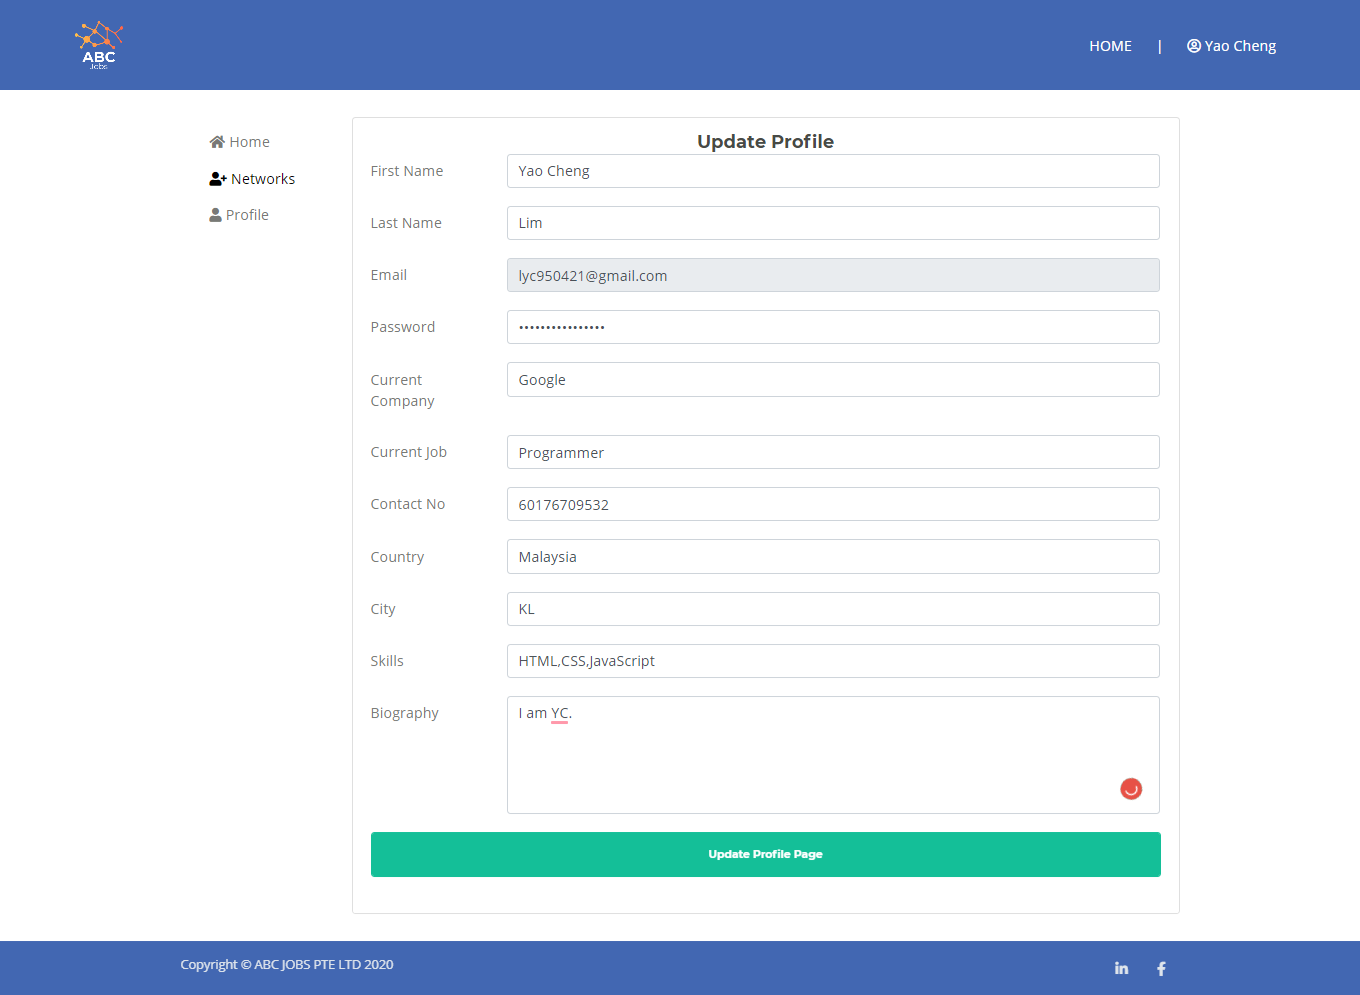 ABC
Jobs
HOME | Yao Cheng
Home
Networks
Profile
Update Profile
First Name Yao Cheng
Last Name Lim
Email lyc950421@gmail.com
Password ••••••••••••••••
Current Company Google
Current Job Programmer
Contact No 60176709532
Country Malaysia
City KL
Skills HTML,CSS,JavaScript
Biography I am YC.
Update Profile Page
Copyright © ABC JOBS PTE LTD 2020